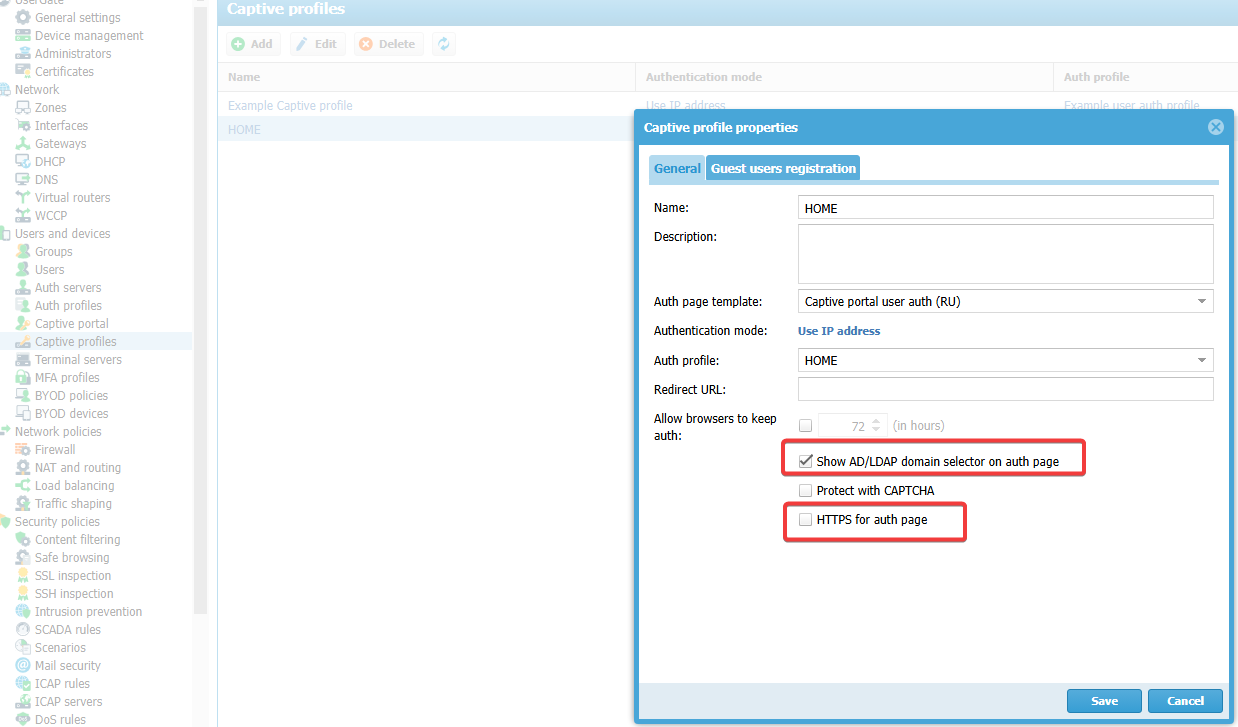 UserGate
General settings
Device management
Administrators
Certificates
Network
Zones
Interfaces
Gateways
DHCP
DNS
Virtual routers
WCCP
Users and devices
Groups
Users
Auth servers
Auth profiles
Captive portal
Captive profiles
Terminal servers
MFA profiles
BYOD policies
BYOD devices
Network policies
Firewall
NAT and routing
Load balancing
Traffic shaping
Security policies
Content filtering
Safe browsing
SSL inspection
SSH inspection
Intrusion prevention
SCADA rules
Scenarios
Mail security
ICAP rules
ICAP servers
DoS rules
Captive profiles
Add Edit Delete
Name Authentication mode Auth profile
Example Captive profile Use IP address Example user auth profile
HOME
Captive profile properties
General Guest users registration
Name: HOME
Description:
Auth page template: Captive portal user auth (RU)
Authentication mode: Use IP address
Auth profile: HOME
Redirect URL:
Allow browsers to keep
auth: 72 (in hours)
Show AD/LDAP domain selector on auth page
Protect with CAPTCHA
HTTPS for auth page
Save Cancel